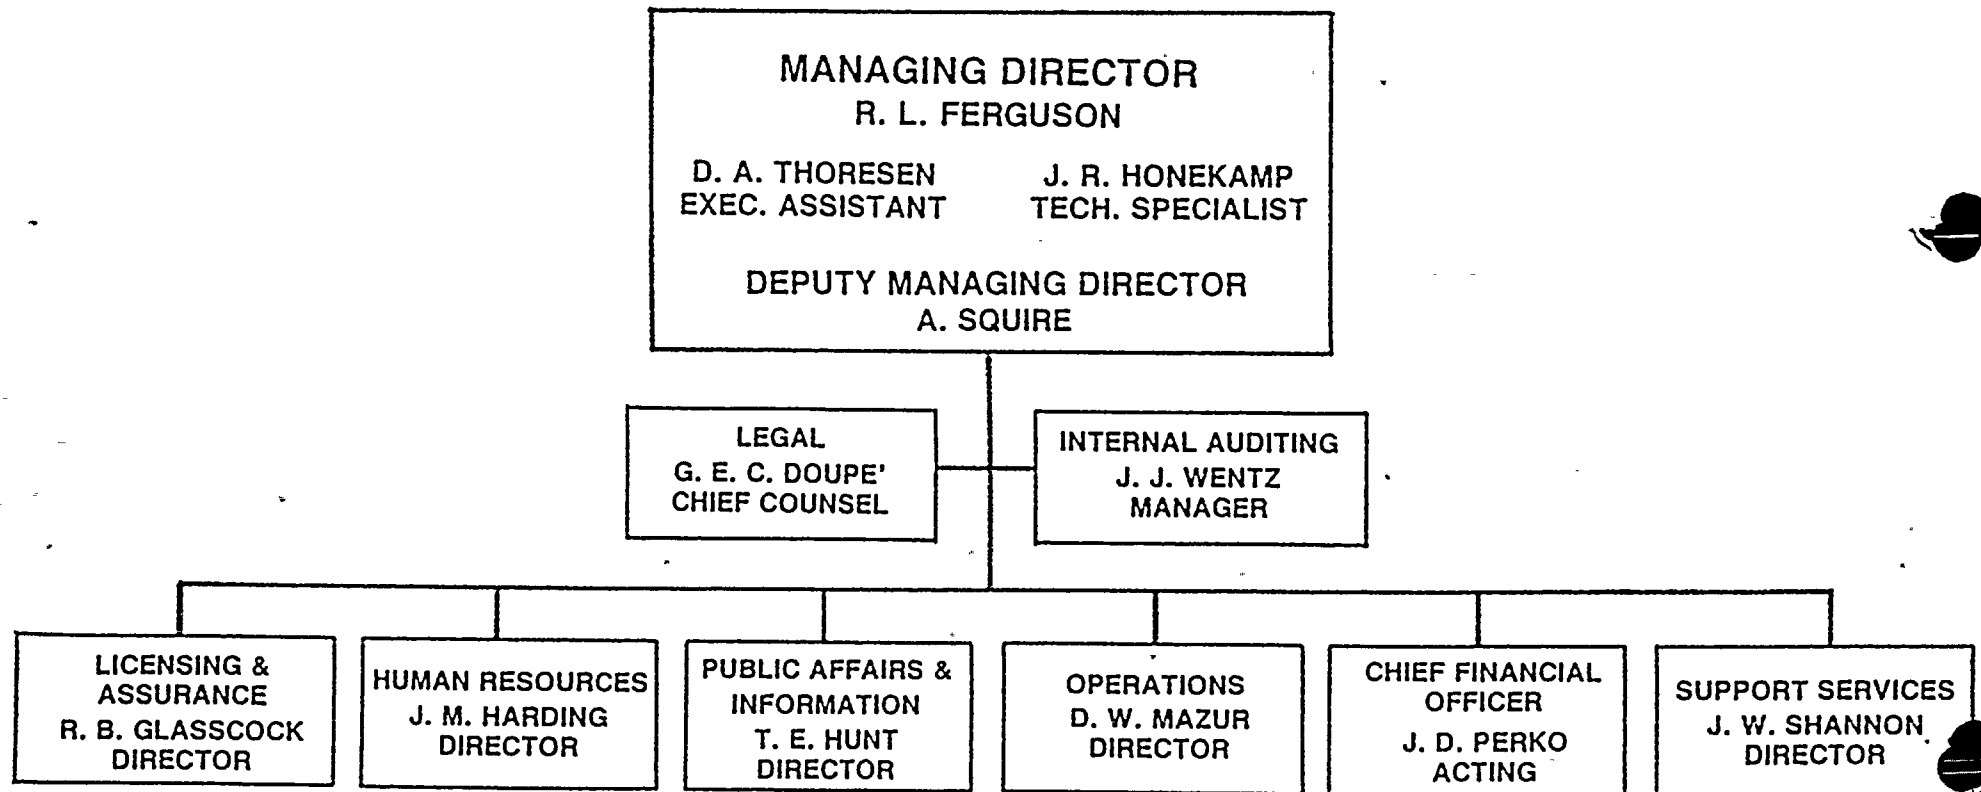 MANAGING DIRECTOR
R. L. FERGUSON
D. A. THORESEN
EXEC. ASSISTANT
J. R. HONEKAMP
TECH. SPECIALIST
DEPUTY MANAGING DIRECTOR
A. SQUIRE
LEGAL
G. E. C. DOUPE'
CHIEF COUNSEL
INTERNAL AUDITING
J. J. WENTZ
MANAGER
LICENSING &
ASSURANCE
R. B. GLASSCOCK
DIRECTOR
HUMAN RESOURCES
J. M. HARDING
DIRECTOR
PUBLIC AFFAIRS &
INFORMATION
T. E. HUNT
DIRECTOR
OPERATIONS
D. W. MAZUR
DIRECTOR
CHIEF FINANCIAL
OFFICER
J. D. PERKO
ACTING
SUPPORT SERVICES
J. W. SHANNON
DIRECTOR